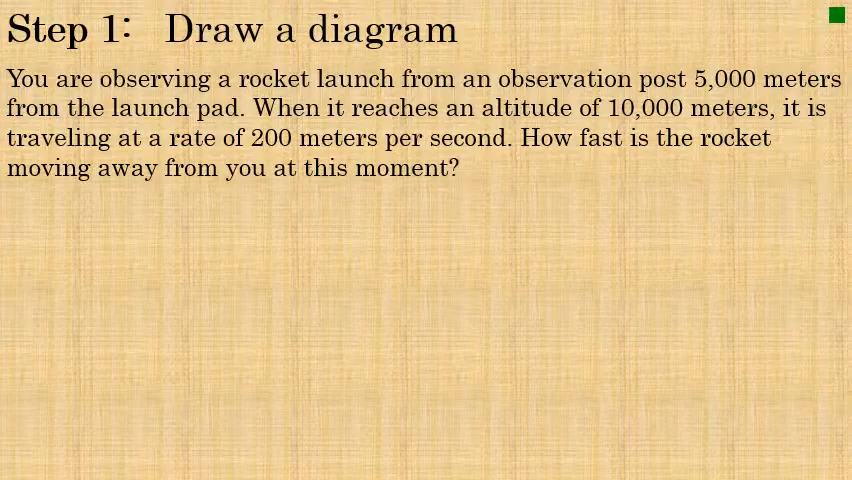 Step 1: Draw a diagram
You are observing a rocket launch from an observation post 5,000 meters
from the launch pad. When it reaches an altitude of 10,000 meters, it is
traveling at a rate of 200 meters per second. How fast is the rocket
moving away from you at this moment?